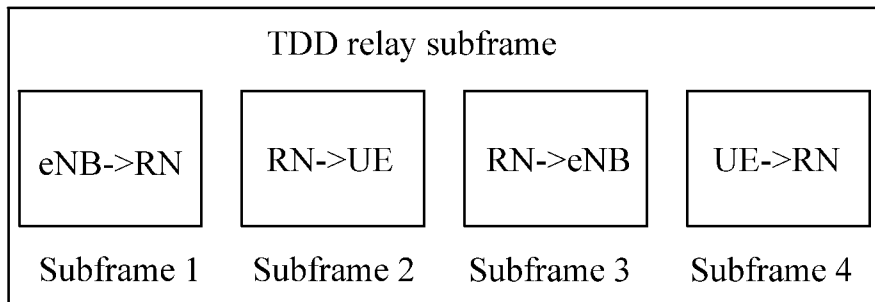 TDD relay subframe
eNB->RN RN->UE RN->eNB UE->RN
Subframe 1 Subframe 2 Subframe 3 Subframe 4